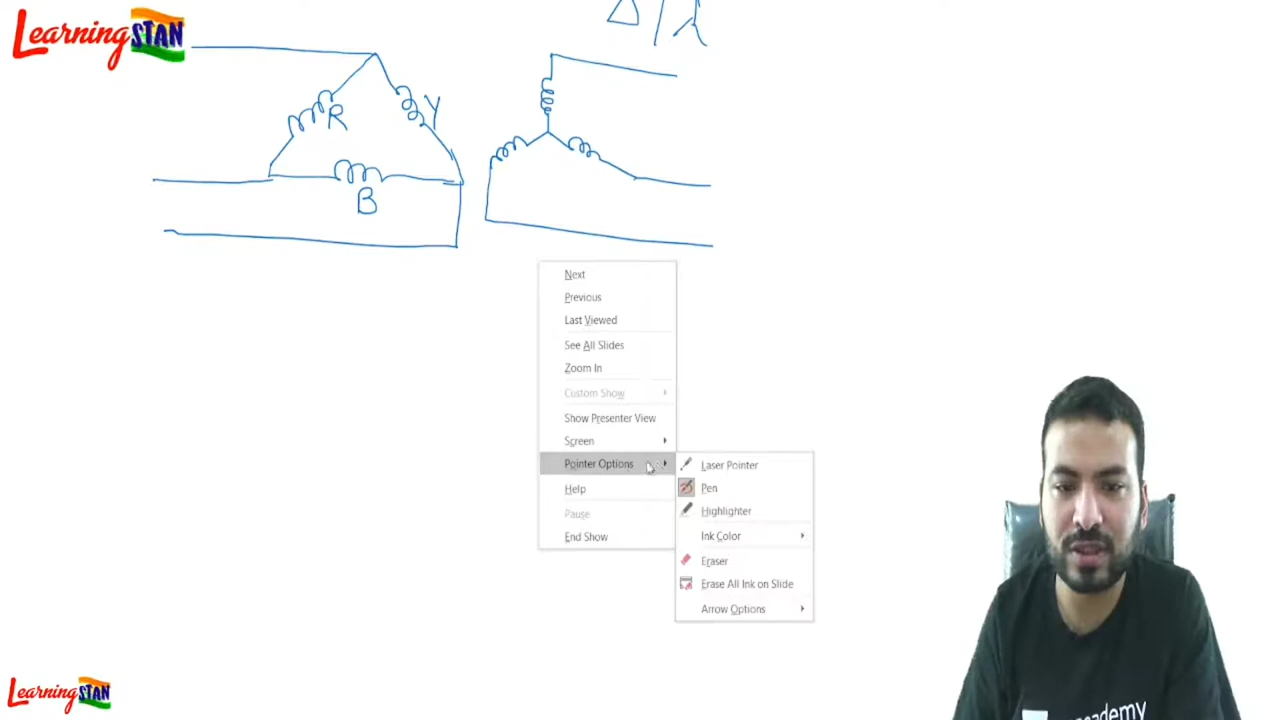 LearningSTAN
Δ/⅄
R
Y
B
Next
Previous
Last Viewed
See All Slides
Zoom In
Custom Show
Show Presenter View
Screen
Pointer Options
Help
Pause
End Show
Laser Pointer
Pen
Highlighter
Ink Color
Eraser
Erase All Ink on Slide
Arrow Options
LearningSTAN
academy